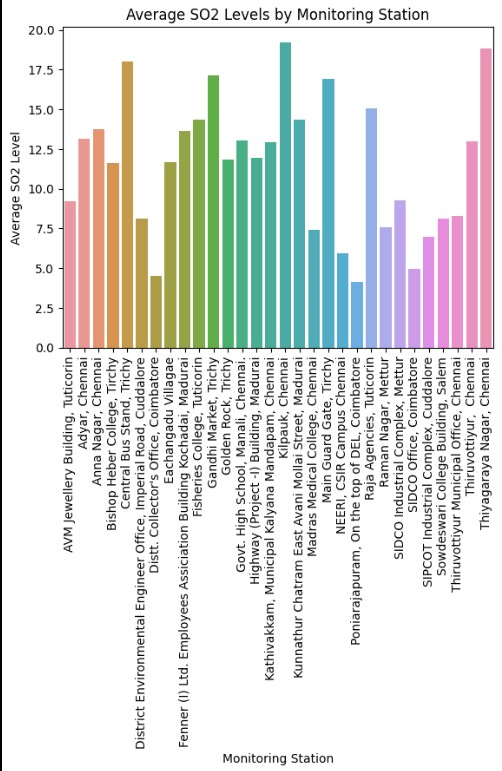 Average SO2 Levels by Monitoring Station
Average SO2 Level
20.0
17.5
15.0
12.5
10.0
7.5
5.0
2.5
0.0
AVM Jewellery Building, Tuticorin
Adyar, Chennai
Anna Nagar, Chennai
Bishop Heber College, Tirchy
Central Bus Stand, Trichy
District Environmental Engineer Office, Imperial Road, Cuddalore
Distt. Collector's Office, Coimbatore
Eachangadu Villagae
Fenner (I) Ltd. Employees Assiciation Building Kochadai, Madurai
Fisheries College, Tuticorin
Gandhi Market, Trichy
Golden Rock, Trichy
Govt. High School, Manali, Chennai.
Highway (Project -I) Building, Madurai
Kathivakkam, Municipal Kalyana Mandapam, Chennai
Kilpauk, Chennai
Kunnathur Chatram East Avani Mollai Street, Madurai
Madras Medical College, Chennai
Main Guard Gate, Tirchy
NEERI, CSIR Campus Chennai
Poniarajapuram, On the top of DEL, Coimbatore
Raja Agencies, Tuticorin
Raman Nagar, Mettur
SIDCO Industrial Complex, Mettur
SIDCO Office, Coimbatore
SIPCOT Industrial Complex, Cuddalore
Sowdeswari College Building, Salem
Thiruvottiyur Municipal Office, Chennai
Thiruvottiyur, Chennai
Thiyagaraya Nagar, Chennai
Monitoring Station